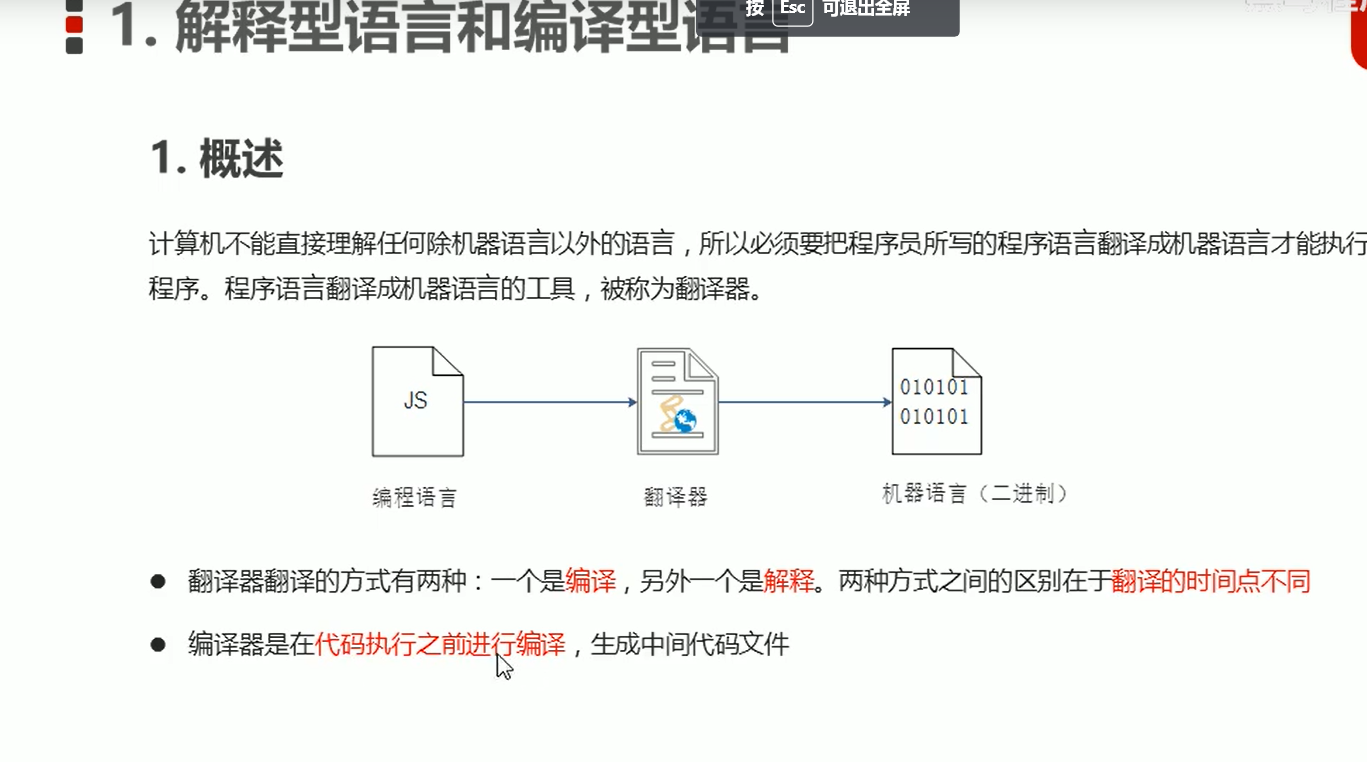 按 Esc 可退出全屏
1. 解释型语言和编译型语言
1. 概述
计算机不能直接理解任何除机器语言以外的语言，所以必须要把程序员所写的程序语言翻译成机器语言才能执行
程序。程序语言翻译成机器语言的工具，被称为翻译器。
JS
010101
010101
编程语言
翻译器
机器语言（二进制）
● 翻译器翻译的方式有两种：一个是编译，另外一个是解释。两种方式之间的区别在于翻译的时间点不同
● 编译器是在代码执行之前进行编译，生成中间代码文件